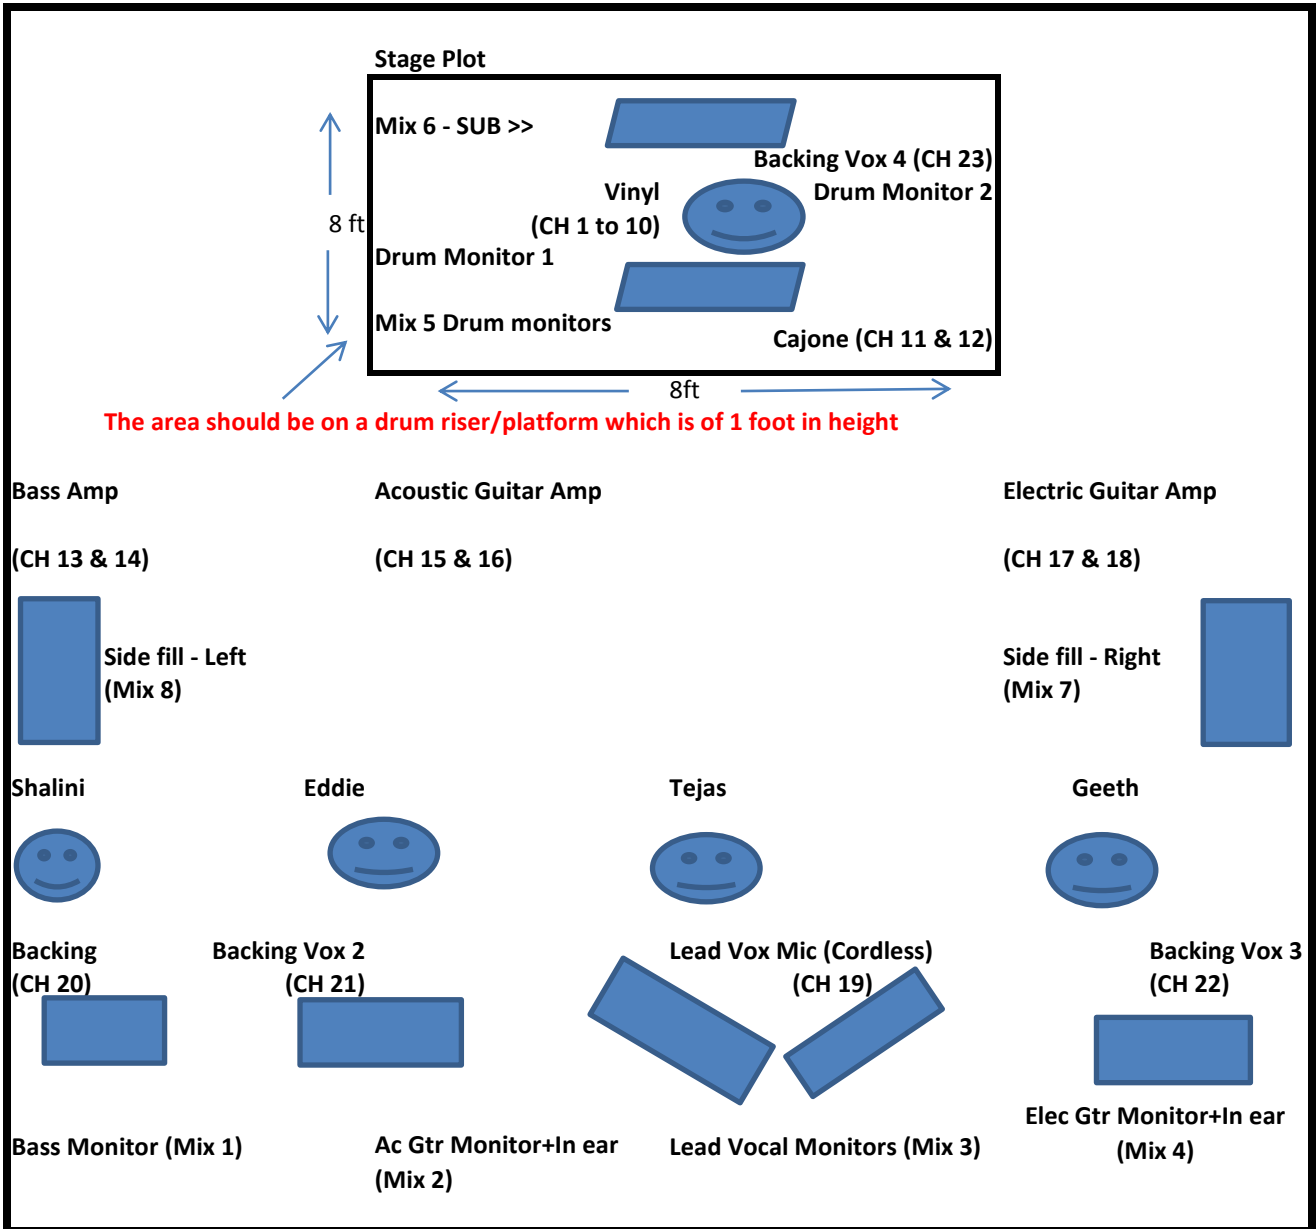 Stage Plot
Mix 6 - SUB >>
Backing Vox 4 (CH 23)
Vinyl
Drum Monitor 2
(CH 1 to 10)
8 ft
Drum Monitor 1
Mix 5 Drum monitors
Cajone (CH 11 & 12)
8ft
The area should be on a drum riser/platform which is of 1 foot in height
Bass Amp
Acoustic Guitar Amp
Electric Guitar Amp
(CH 13 & 14)
(CH 15 & 16)
(CH 17 & 18)
Side fill - Left
(Mix 8)
Side fill - Right
(Mix 7)
Shalini
Eddie
Tejas
Geeth
Backing
(CH 20)
Backing Vox 2
(CH 21)
Lead Vox Mic (Cordless)
(CH 19)
Backing Vox 3
(CH 22)
Bass Monitor (Mix 1)
Ac Gtr Monitor+In ear
(Mix 2)
Lead Vocal Monitors (Mix 3)
Elec Gtr Monitor+In ear
(Mix 4)